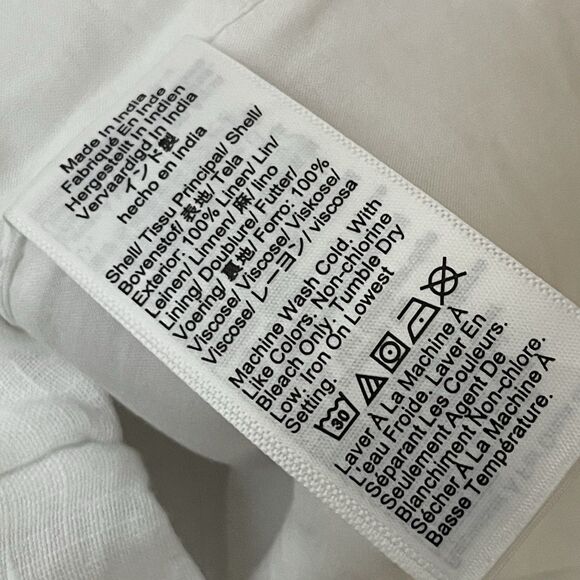 Made In India
Fabriqué En Inde
Hergestellt In Indien
Vervaardigd In India
インド製
hecho en India
Shell/ Tissu Principal/ Shell/
Bovenstof/ 表地/ Tela
Exterior: 100% Linen/ Lin/
Leinen/ Linnen/ 麻/ lino
Lining/ Doublure/ Futter/
Voering/ 裏地/ Forro: 100%
Viscose/ Viscose/ Viskose/
Viscose/ レーヨン/ viscosa
Machine Wash Cold, With
Like Colors. Non-chlorine
Bleach Only. Tumble Dry
Low. Iron On Lowest
Setting.
30
Laver À La Machine À
L'eau Froide. Laver En
Séparant Les Couleurs.
Seulement Agent De
Blanchiment Non-chlore.
Sécher À La Machine À
Basse Température.